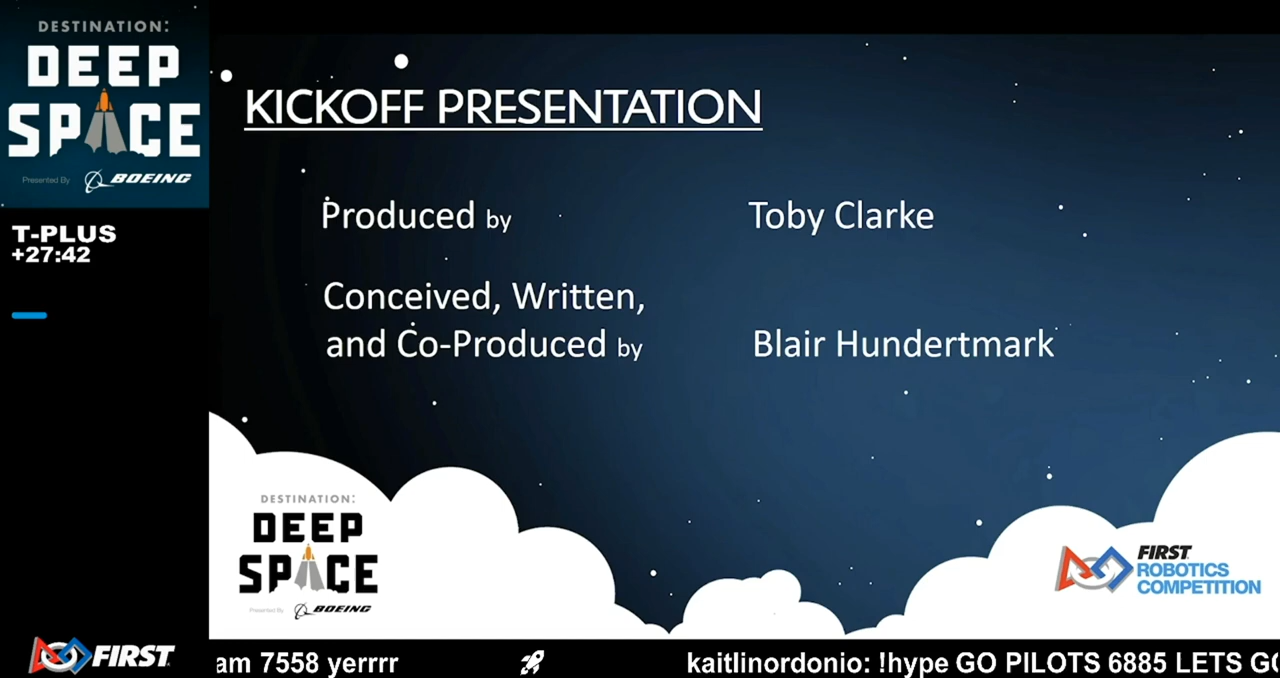 DESTINATION:
DEEP
SPACE
Presented By BOEING
T-PLUS
+27:42
KICKOFF PRESENTATION
Produced by Toby Clarke
Conceived, Written,
and Co-Produced by Blair Hundertmark
DESTINATION:
DEEP
SPACE
Presented By BOEING
FIRST
ROBOTICS
COMPETITION
FIRST
am 7558 yerrrr kaitlinordonio: !hype GO PILOTS 6885 LETS GO